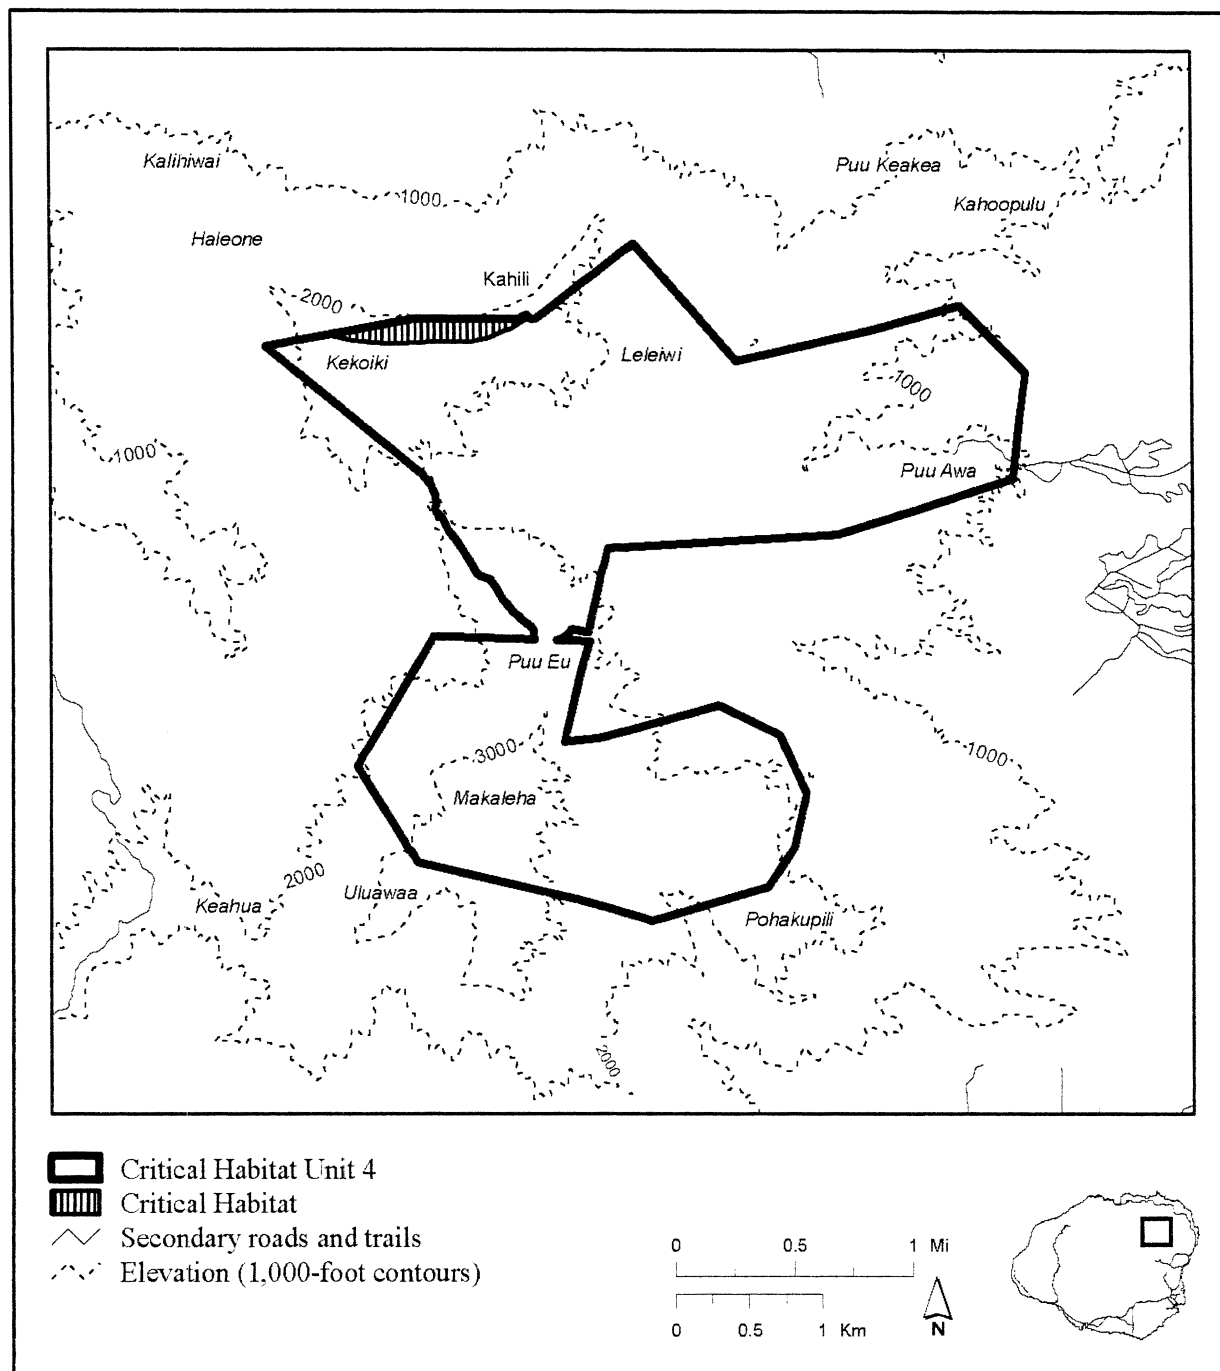 Kalihiwai
Puu Keakea
1000
Kahoopulu
Haleone
Kahili
2000
Kekoiki
Leleiwi
1000
1000
Puu Awa
Puu Eu
3000
1000
Makaleha
2000
Uluawaa
Keahua
Pohakupili
2000
Critical Habitat Unit 4
Critical Habitat
Secondary roads and trails
Elevation (1,000-foot contours)
0 0.5 1 Mi
0 0.5 1 Km
N